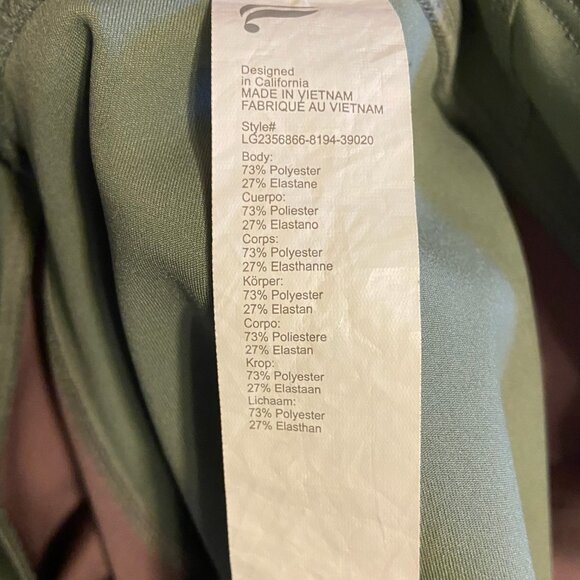 Designed
in California
MADE IN VIETNAM
FABRIQUÉ AU VIETNAM
Style#
LG2356866-8194-39020
Body:
73% Polyester
27% Elastane
Cuerpo:
73% Poliester
27% Elastano
Corps:
73% Polyester
27% Elasthanne
Körper:
73% Polyester
27% Elastan
Corpo:
73% Poliestere
27% Elastan
Krop:
73% Polyester
27% Elastaan
Lichaam:
73% Polyester
27% Elasthan